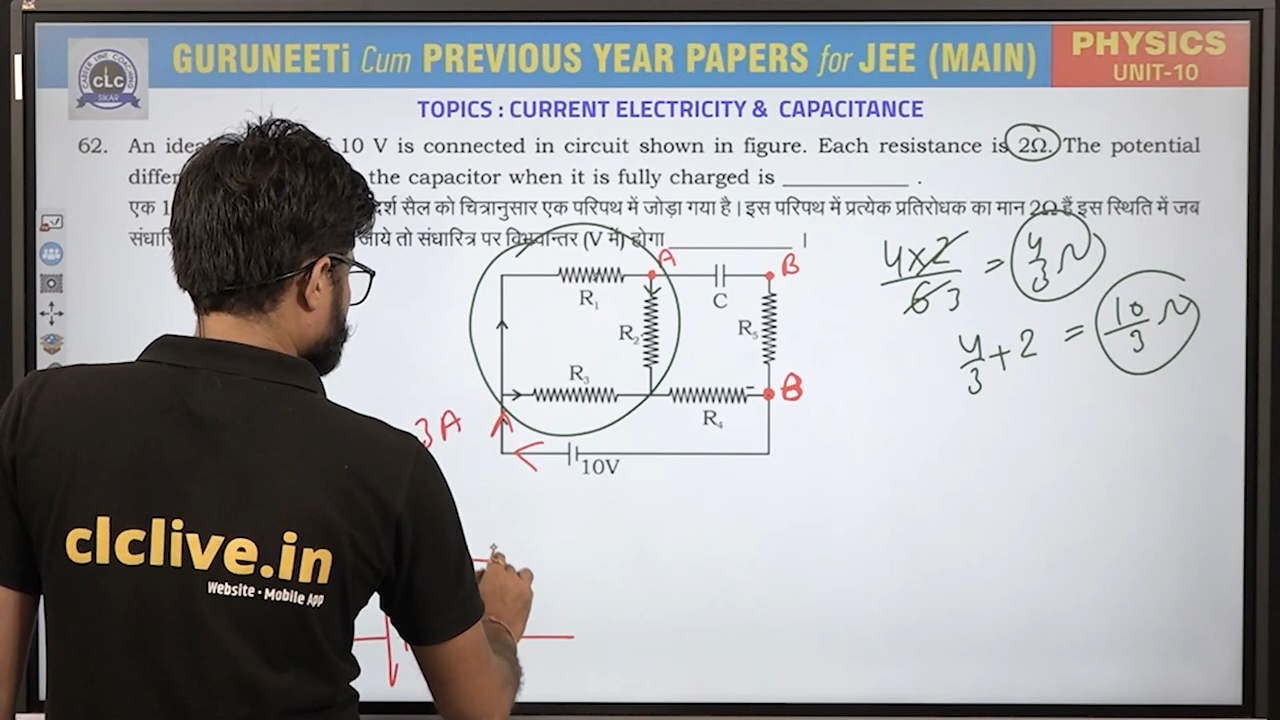 GURUNEETi Cum PREVIOUS YEAR PAPERS for JEE (MAIN)
PHYSICS
UNIT-10
CLC
SIKAR
TOPICS : CURRENT ELECTRICITY & CAPACITANCE
62. An 10 V is connected in circuit shown in figure. Each resistance is 2Ω. The potential
the capacitor when it is fully charged is __________ .
एक सैल को चित्रानुसार एक परिपथ में जोड़ा गया है। इस परिपथ में प्रत्येक प्रतिरोधक का मान 2Ω हैं इस स्थिति में जब
जाये तो संधारित्र पर विभवान्तर (V में) होगा __________ ।
4×2/6 3 = 4/3 Ω
4/3 + 2 = 10/3 Ω
A B
R₁ C
R₂ R₅
R₃ B
R₄
3A
10V
clclive.in
Website • Mobile App